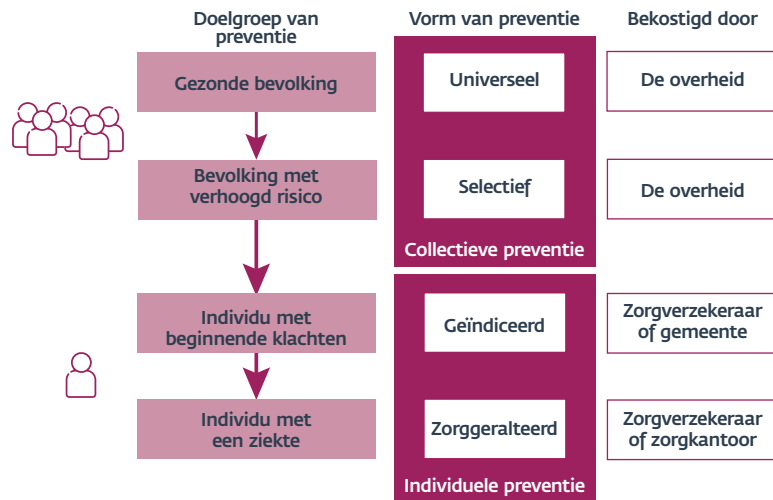 Doelgroep van
preventie
Vorm van preventie
Bekostigd door
Gezonde bevolking
Universeel
De overheid
Bevolking met
verhoogd risico
Selectief
De overheid
Collectieve preventie
Individu met
beginnende klachten
Geïndiceerd
Zorgverzekeraar
of gemeente
Individu met
een ziekte
Zorggeralteerd
Zorgverzekeraar
of zorgkantoor
Individuele preventie